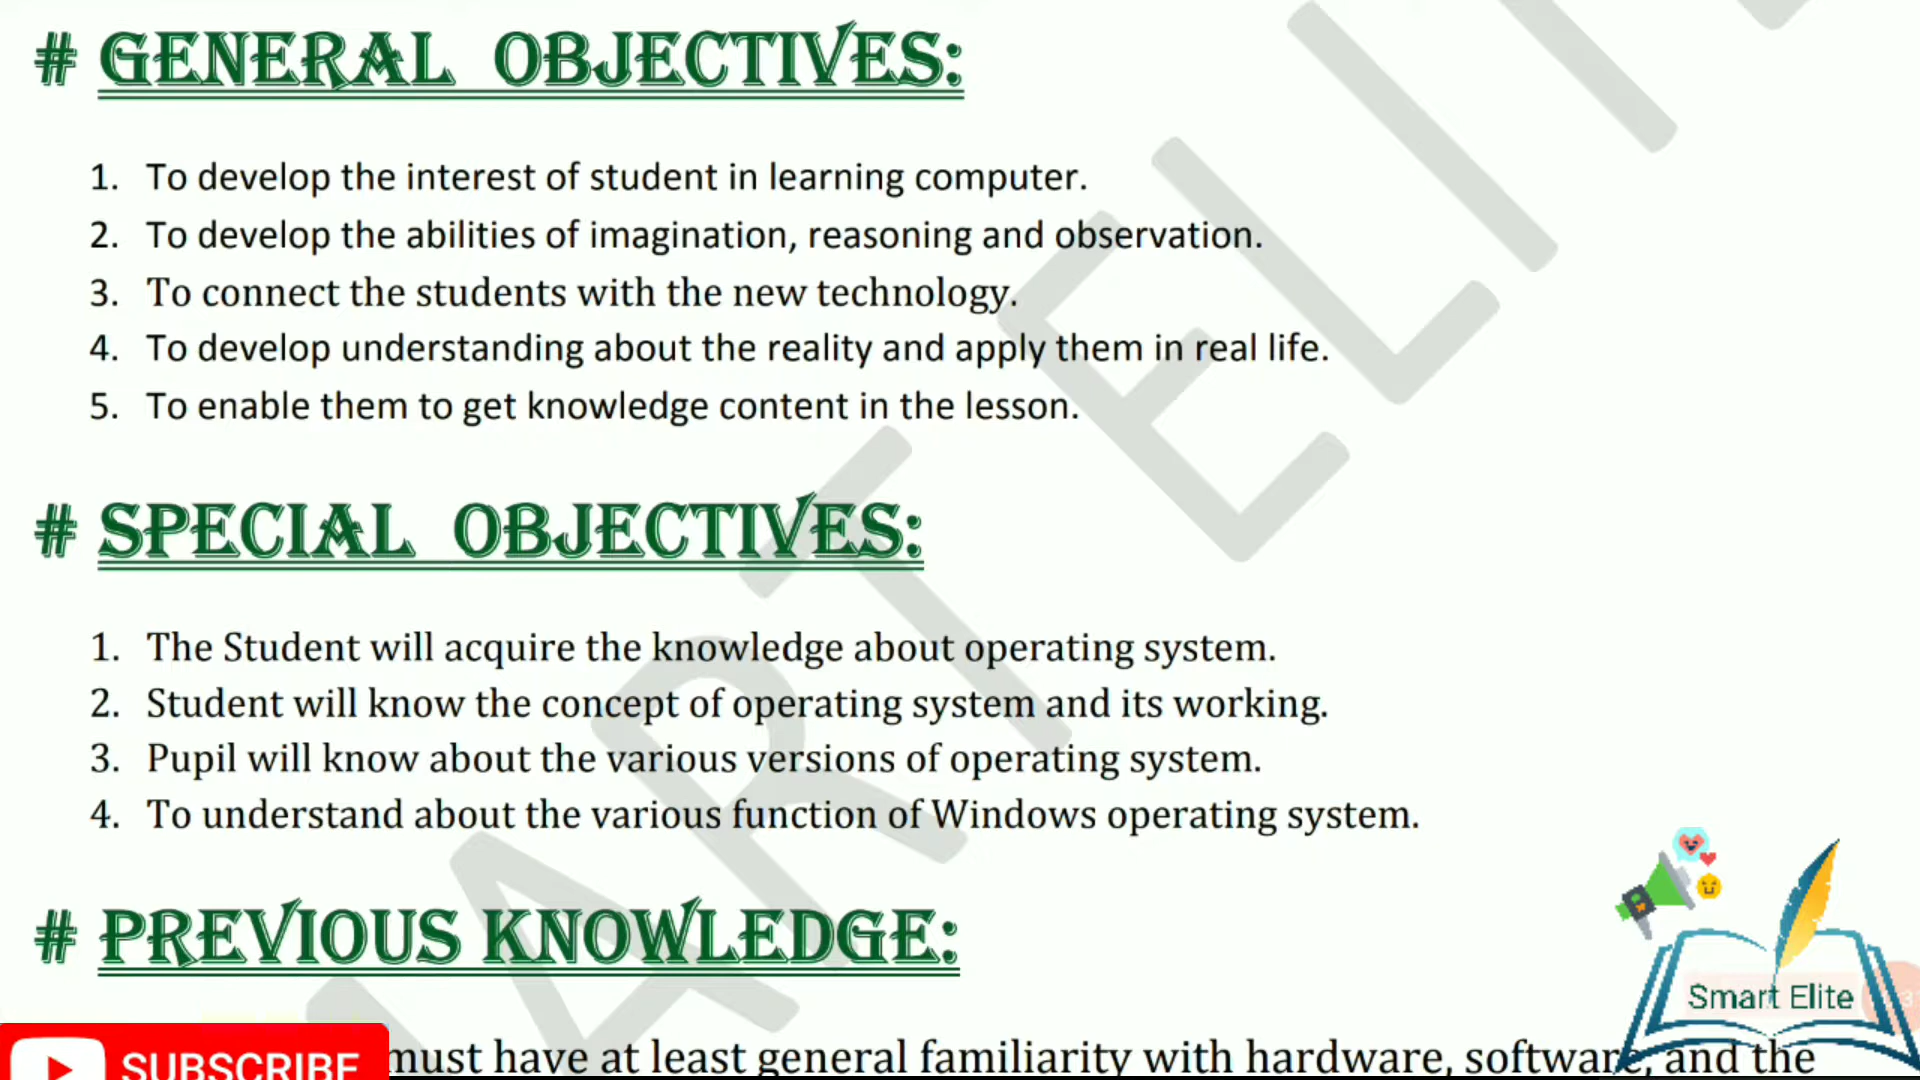 # GENERAL OBJECTIVES:
1. To develop the interest of student in learning computer.
2. To develop the abilities of imagination, reasoning and observation.
3. To connect the students with the new technology.
4. To develop understanding about the reality and apply them in real life.
5. To enable them to get knowledge content in the lesson.
# SPECIAL OBJECTIVES:
1. The Student will acquire the knowledge about operating system.
2. Student will know the concept of operating system and its working.
3. Pupil will know about the various versions of operating system.
4. To understand about the various function of Windows operating system.
# PREVIOUS KNOWLEDGE:
Smart Elite
SUBSCRIBE
must have at least general familiarity with hardware, software, and the